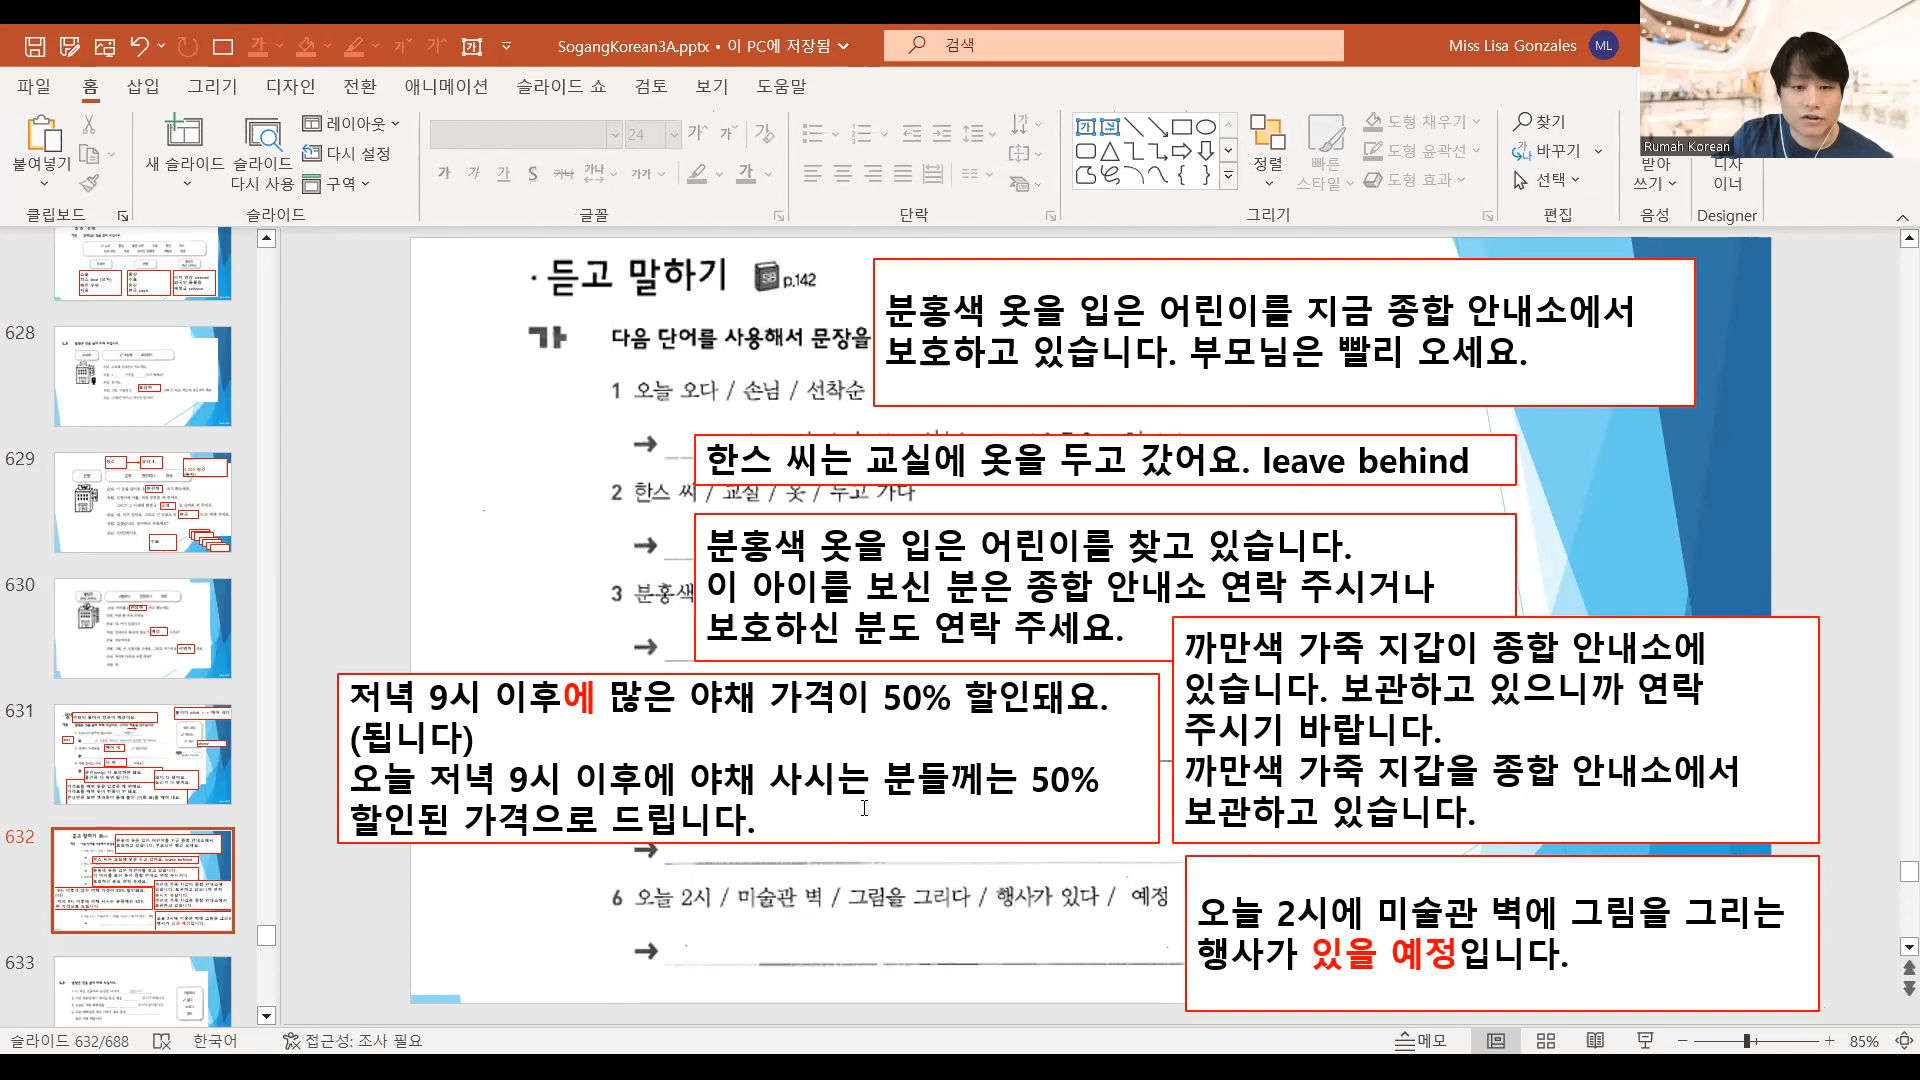 SogangKorean3A.pptx • 이 PC에 저장됨
검색
Miss Lisa Gonzales
ML
파일 홈 삽입 그리기 디자인 전환 애니메이션 슬라이드 쇼 검토 보기 도움말
붙여넣기
클립보드
새 슬라이드
슬라이드
다시 사용
레이아웃
다시 설정
구역
슬라이드
24
글꼴
단락
정렬
빠른
스타일
도형 채우기
도형 윤곽선
도형 효과
그리기
찾기
바꾸기
선택
편집
받아
쓰기
음성
디자
이너
Designer
Rumah Korean
628
629
630
631
632
633
· 듣고 말하기 SB p.142
가 다음 단어를 사용해서 문장을
분홍색 옷을 입은 어린이를 지금 종합 안내소에서
보호하고 있습니다. 부모님은 빨리 오세요.
1 오늘 오다 / 손님 / 선착순
한스 씨는 교실에 옷을 두고 갔어요. leave behind
2 한스 씨 / 교실 / 옷 / 두고 가다
분홍색 옷을 입은 어린이를 찾고 있습니다.
이 아이를 보신 분은 종합 안내소 연락 주시거나
보호하신 분도 연락 주세요.
3 분홍색
까만색 가죽 지갑이 종합 안내소에
있습니다. 보관하고 있으니까 연락
주시기 바랍니다.
까만색 가죽 지갑을 종합 안내소에서
보관하고 있습니다.
저녁 9시 이후에 많은 야채 가격이 50% 할인돼요.
(됩니다)
오늘 저녁 9시 이후에 야채 사시는 분들께는 50%
할인된 가격으로 드립니다.
6 오늘 2시 / 미술관 벽 / 그림을 그리다 / 행사가 있다 / 예정
오늘 2시에 미술관 벽에 그림을 그리는
행사가 있을 예정입니다.
슬라이드 632/688
한국어
접근성: 조사 필요
메모
85%